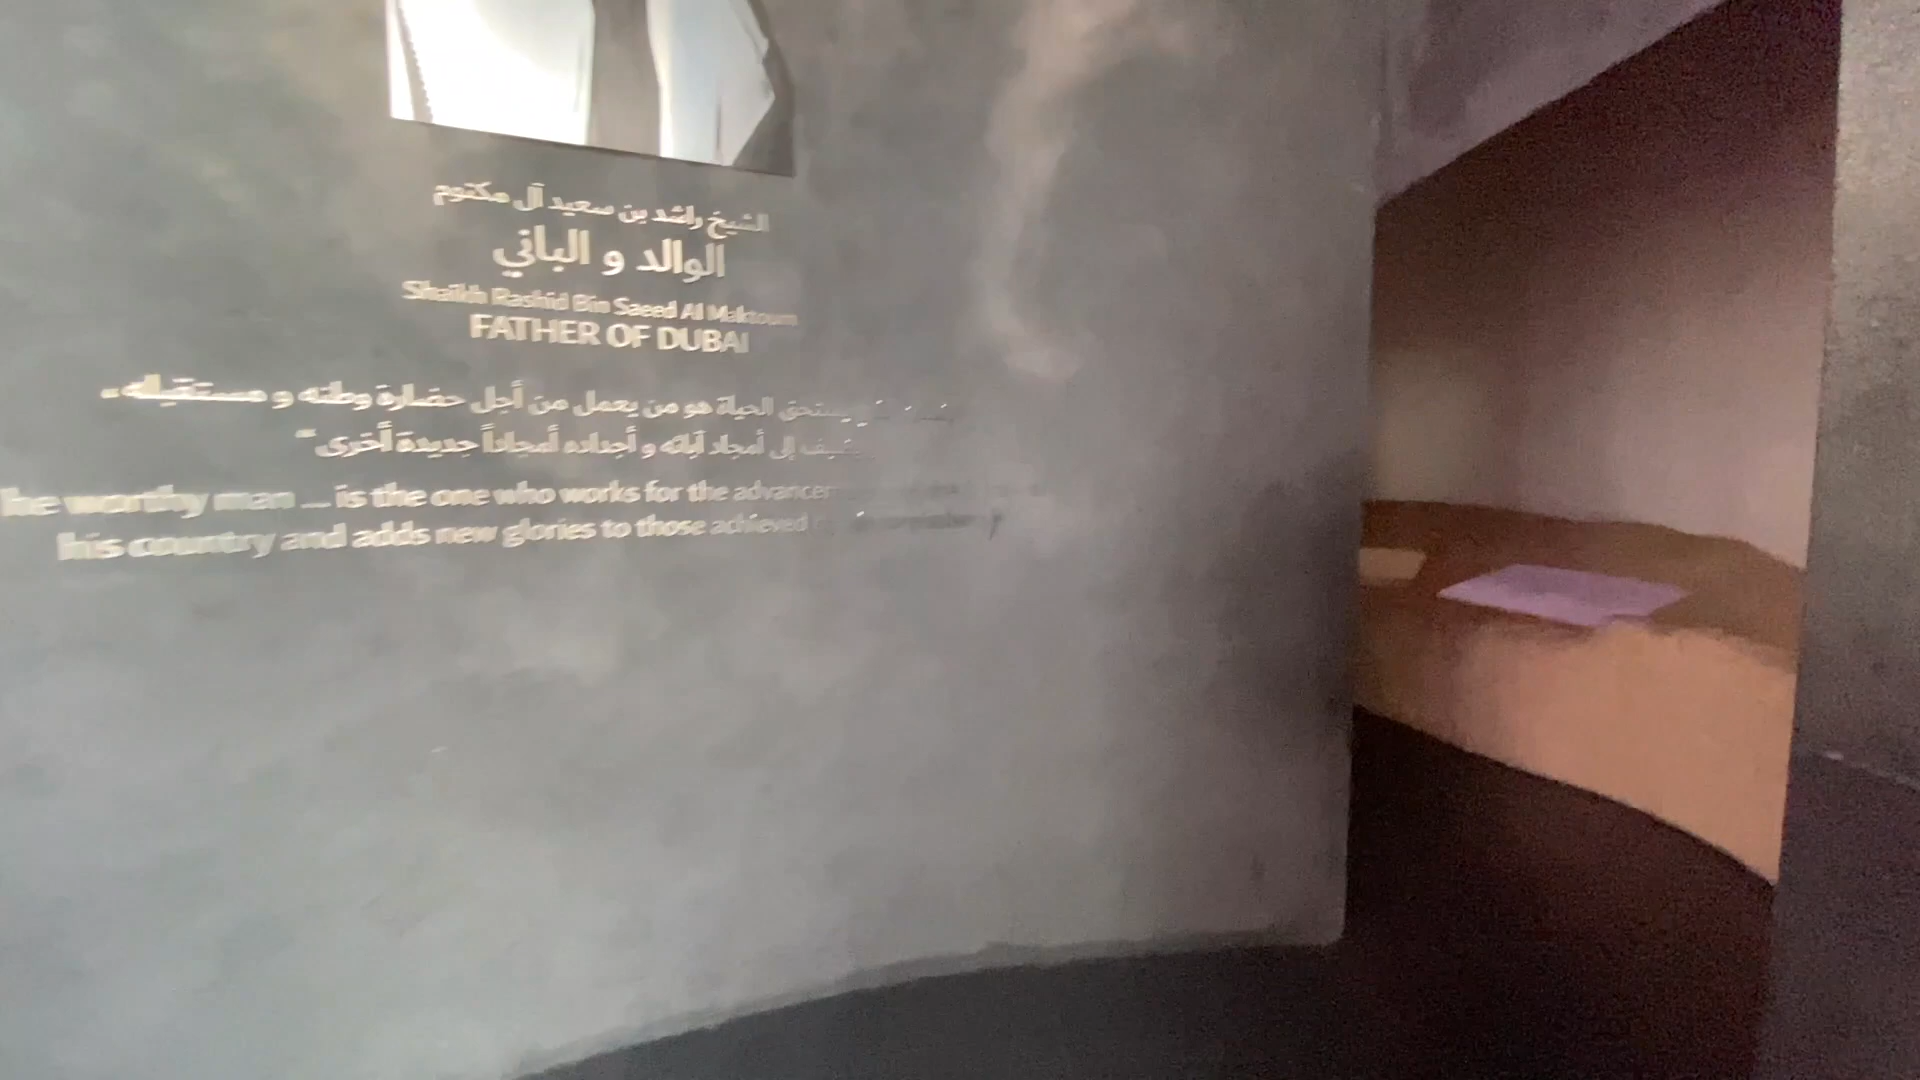 الشيخ راشد بن سعيد آل مكتوم
الوالد و الباني
Shaikh Rashid Bin Saeed Al Maktoum
FATHER OF DUBAI
يستحق الحياة هو من يعمل من أجل حضارة وطنه و مستقبله،
يضيف إلى أمجاد آبائه و أجداده أمجاداً جديدة أخرى"
he worthy man ... is the one who works for the advancem
his country and adds new glories to those achieved